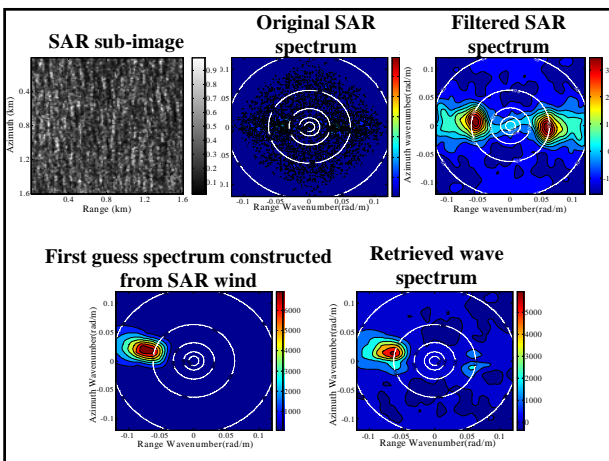 SAR sub-image
Original SAR
spectrum
Filtered SAR
spectrum
Azimuth (km)
0.4
0.8
1.2
1.6
0.4 0.8 1.2 1.6
Range (km)
0.9
0.8
0.7
0.6
0.5
0.4
0.3
0.2
0.1
Azimuth wavenumber(rad/m)
0.1
0.05
0
-0.05
-0.1
-0.1 -0.05 0 0.05 0.1
Range Wavenumber(rad/m)
Azimuth wavenumber(rad/m)
0.1
0.05
0
-0.05
-0.1
-0.1 -0.05 0 0.05 0.1
Range wavenumber(rad/m)
First guess spectrum constructed
from SAR wind
Retrieved wave
spectrum
Azimuth Wavenumber(rad/m)
0.1
0.05
0
-0.05
-0.1
-0.1 -0.05 0 0.05 0.1
Range Wavenumber(rad/m)
6000
5000
4000
3000
2000
1000
Azimuth Wavenumber(rad/m)
0.1
0.05
0
-0.05
-0.1
-0.1 -0.05 0 0.05 0.1
Range Wavenumber(rad/m)
5000
4000
3000
2000
1000
0